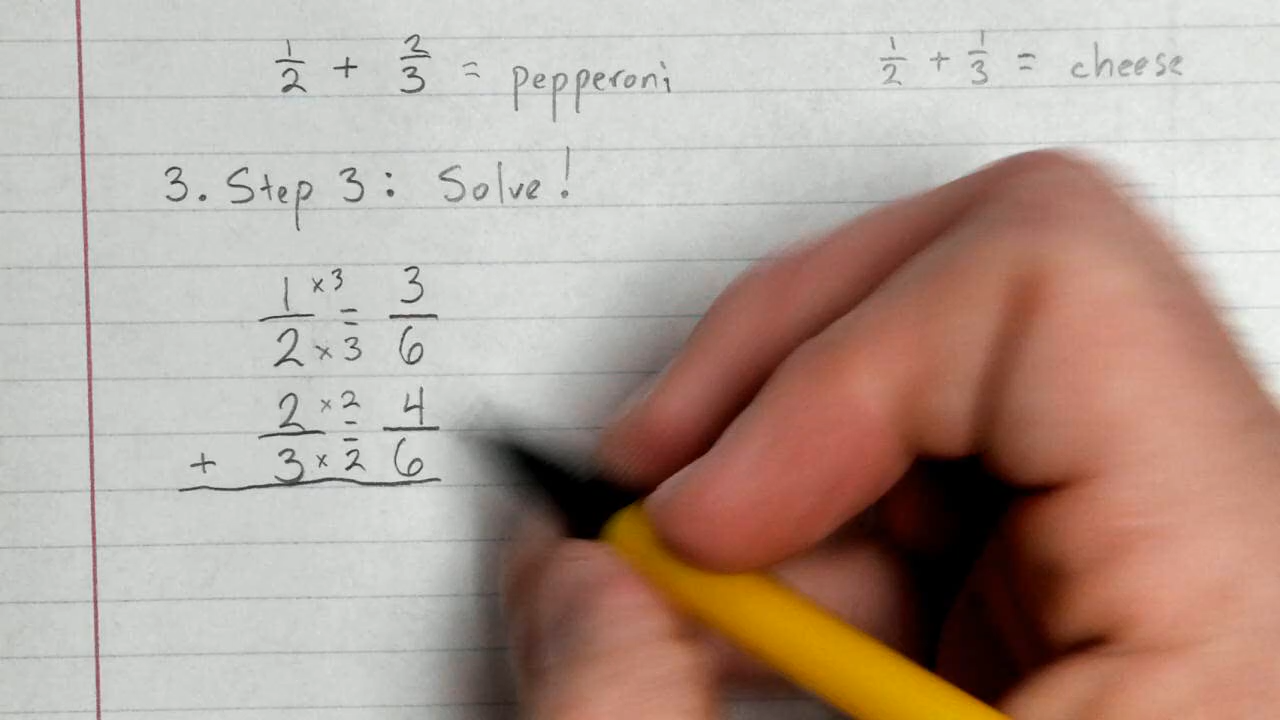 1/2 + 2/3 = pepperoni
1/2 + 1/3 = cheese
3. Step 3: Solve!
1 × 3 / 2 × 3 = 3/6
+ 2 × 2 / 3 × 2 = 4/6